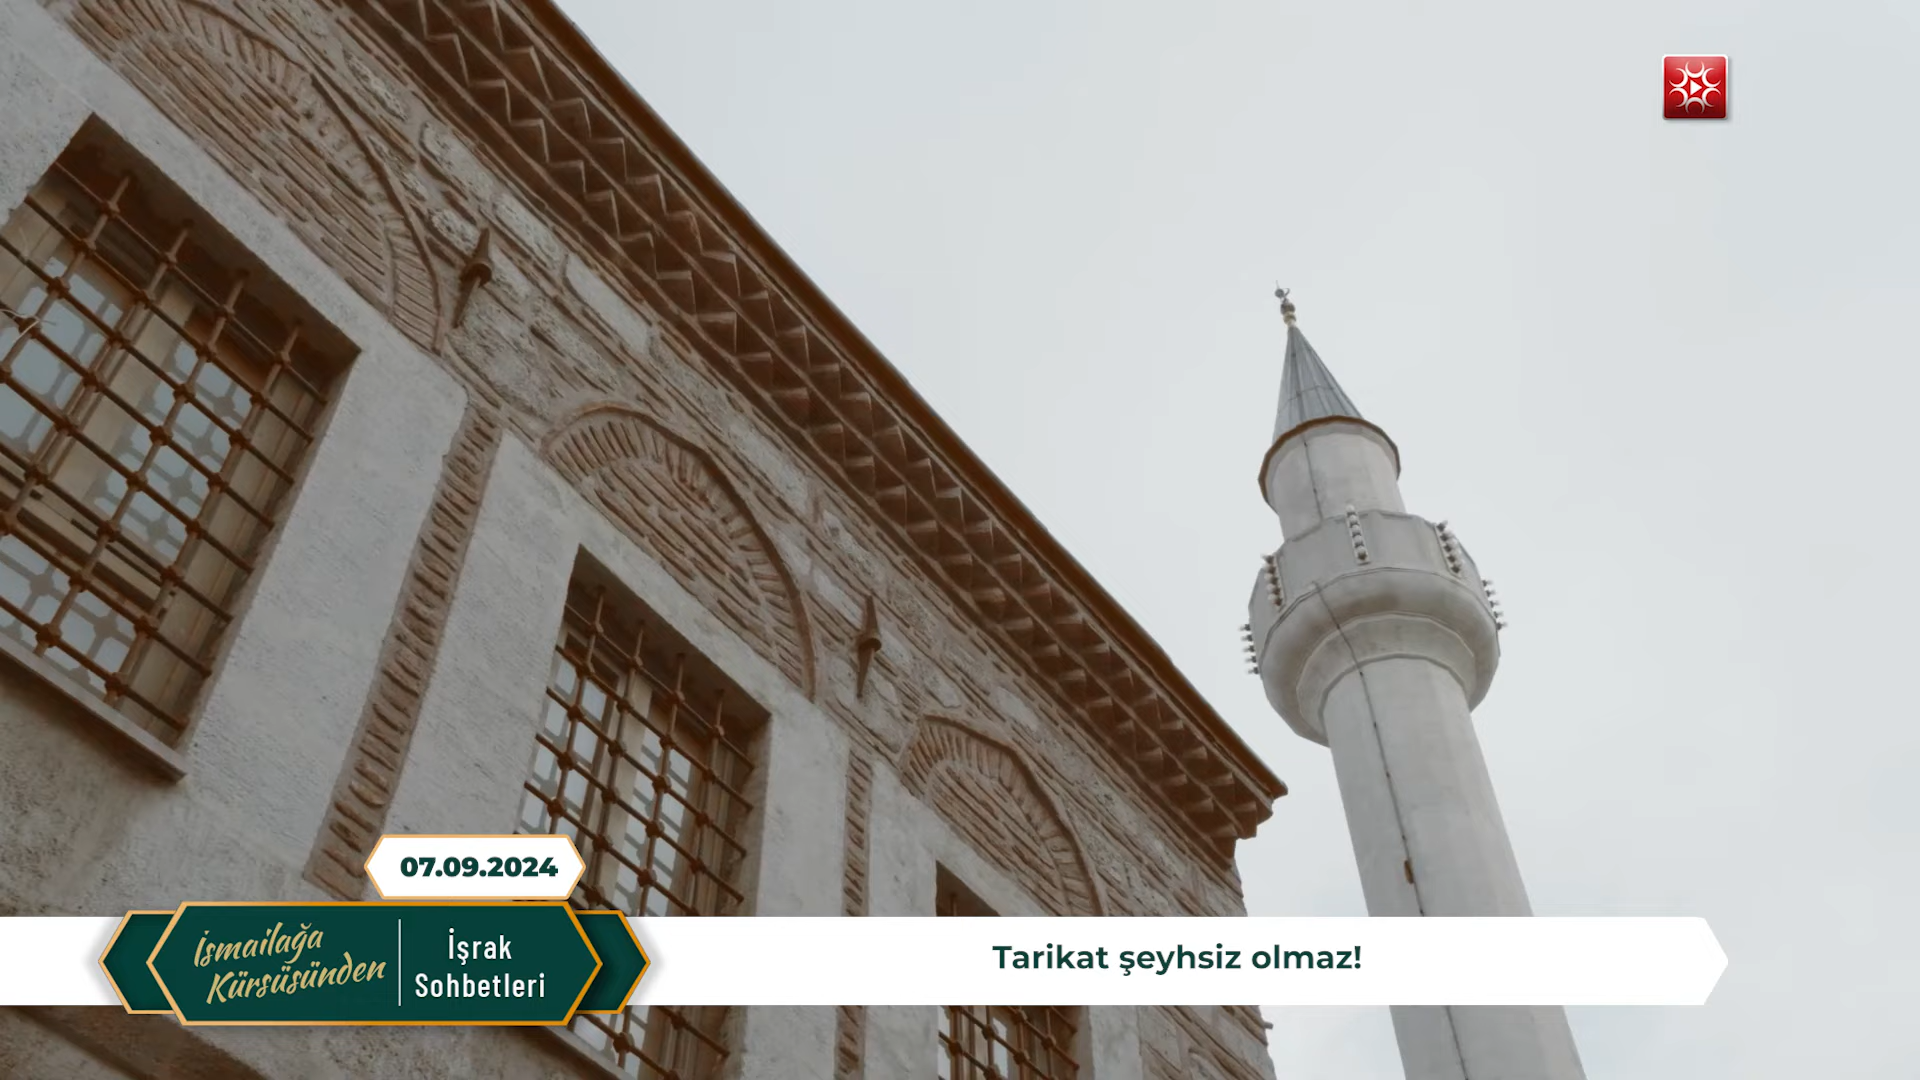 07.09.2024
İsmailağa
Kürsüsünden
İşrak
Sohbetleri
Tarikat şeyhsiz olmaz!